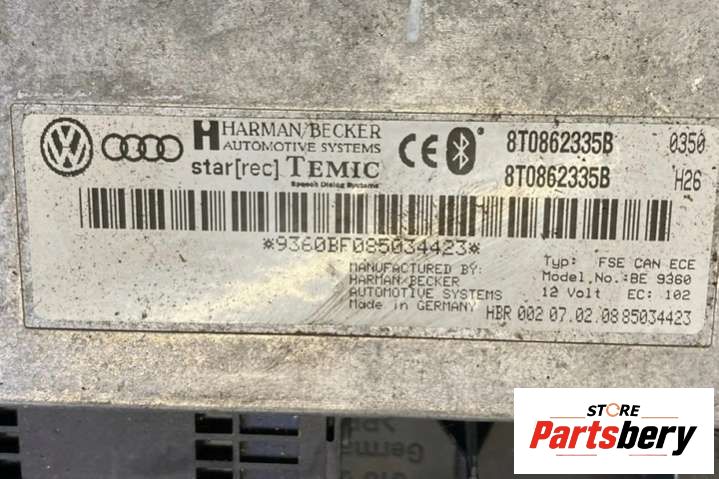 HARMAN/BECKER
AUTOMOTIVE SYSTEMS
star[rec] TEMIC
Speech Dialog Systems
CE
8T0862335B 0350
8T0862335B H26
*9360BF085034423*
MANUFACTURED BY:
HARMAN/BECKER
AUTOMOTIVE SYSTEMS
Made in GERMANY
Typ: FSE CAN ECE
Model.No.:BE 9360
12 Volt EC: 102
HBR 002 07.02.08 85034423
Germa
STORE
Partsbery